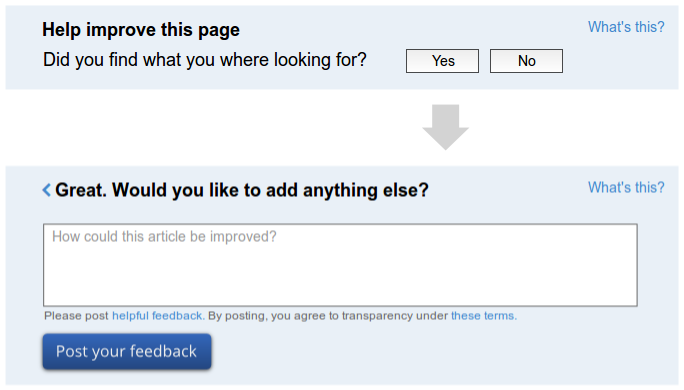 Help improve this page
What's this?
Did you find what you where looking for?
Yes
No
Great. Would you like to add anything else?
What's this?
How could this article be improved?
Please post helpful feedback. By posting, you agree to transparency under these terms.
Post your feedback